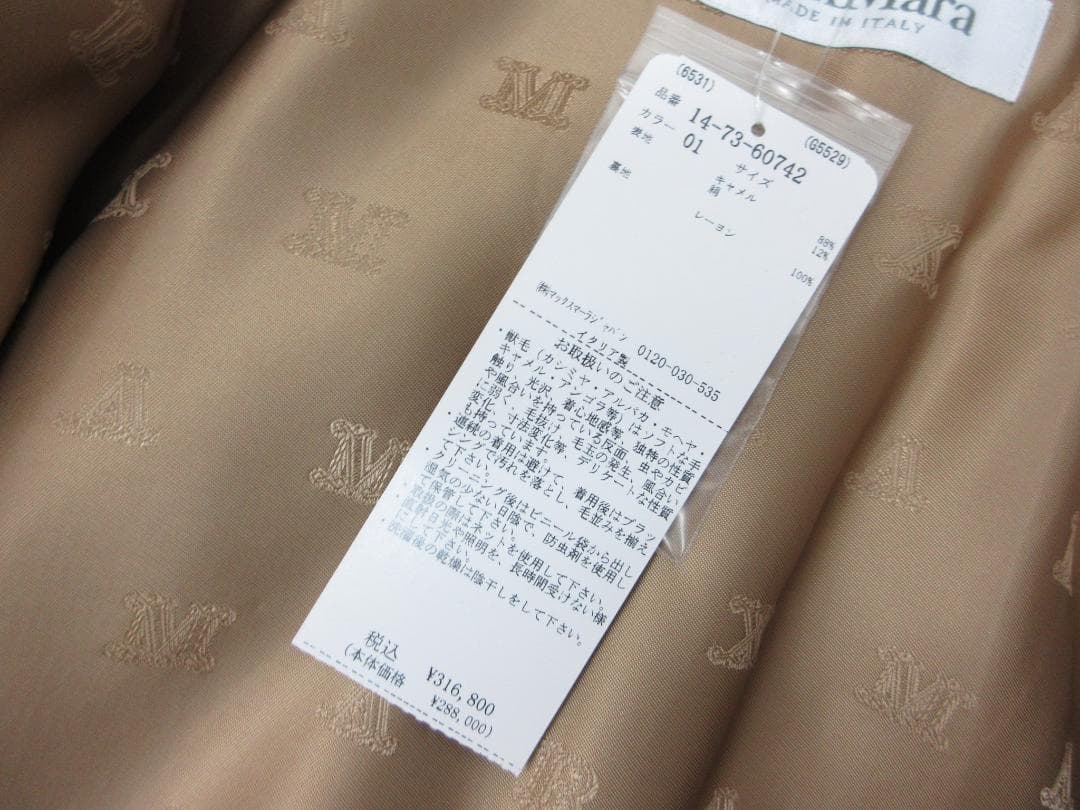 Mara
MADE IN ITALY
(6531)
(G5529)
品番 14-73-60742
カラー 01 サイズ
表地 キャメル 88%
絹 12%
裏地 レーヨン 100%
㈱マックスマーラジャパン
イタリア製 0120-030-535
お取扱いのご注意
・獣毛（カシミヤ・アルパカ・モヘヤ・
キャメル・アンゴラ等）はソフトな手
触り、光沢、着心地感等、独特の性質
や風合いを持っている反面、虫やカビ
に弱く、毛抜け、毛玉の発生、風合い
変化、寸法変化等、デリケートな性質
も持っています。
・連続の着用は避けて、着用後はブラッ
シングで汚れを落とし、毛並みを揃え
て下さい。
・クリーニング後はビニール袋から出し
湿気の少ない日陰で、防虫剤を使用し
て保管して下さい。
・取扱の際はネットを使用して下さい。
・直射日光や照明を、長時間受けない様
にして下さい。
・洗濯後の乾燥は陰干しをして下さい。
税込 ¥316,800
(本体価格 ¥288,000)